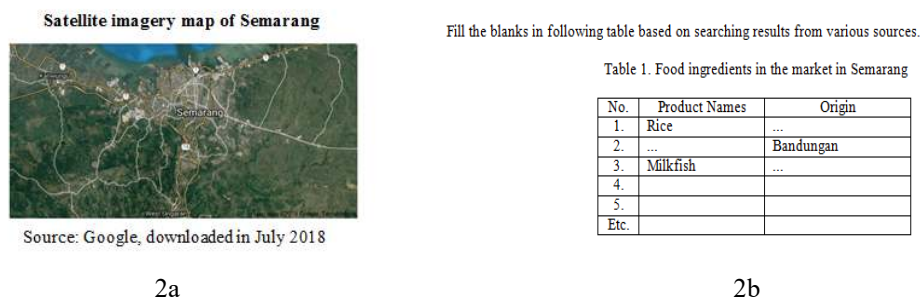 Satellite imagery map of Semarang
Semarang
Source: Google, downloaded in July 2018
2a
Fill the blanks in following table based on searching results from various sources.
Table 1. Food ingredients in the market in Semarang
No. Product Names Origin
1. Rice ...
2. ... Bandungan
3. Milkfish ...
4.
5.
Etc.
2b